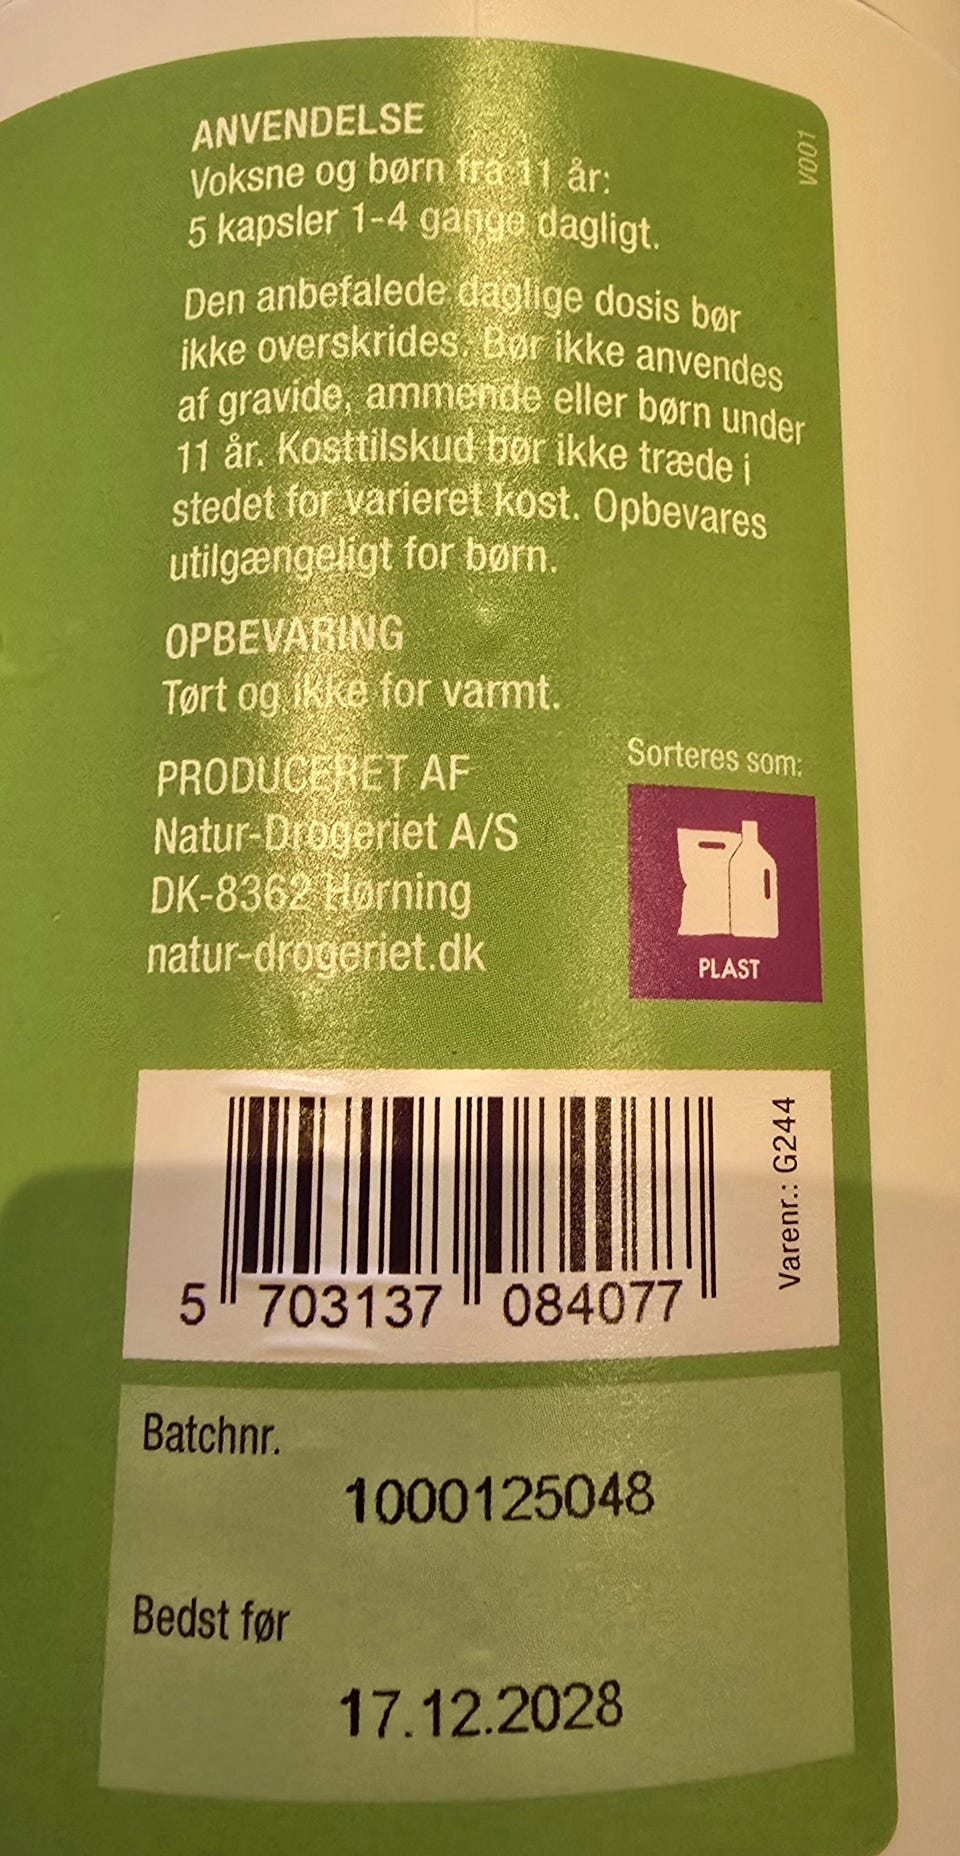 V001
ANVENDELSE
Voksne og børn fra 11 år:
5 kapsler 1-4 gange dagligt.
Den anbefalede daglige dosis bør
ikke overskrides. Bør ikke anvendes
af gravide, ammende eller børn under
11 år. Kosttilskud bør ikke træde i
stedet for varieret kost. Opbevares
utilgængeligt for børn.
OPBEVARING
Tørt og ikke for varmt.
PRODUCERET AF
Natur-Drogeriet A/S
DK-8362 Hørning
natur-drogeriet.dk
Sorteres som:
PLAST
5 703137 084077
Varenr.: G244
Batchnr.
1000125048
Bedst før
17.12.2028